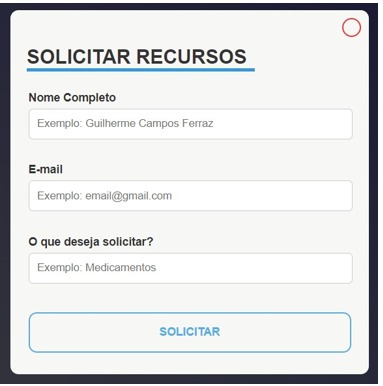 SOLICITAR RECURSOS
Nome Completo
Exemplo: Guilherme Campos Ferraz
E-mail
Exemplo: email@gmail.com
O que deseja solicitar?
Exemplo: Medicamentos
SOLICITAR